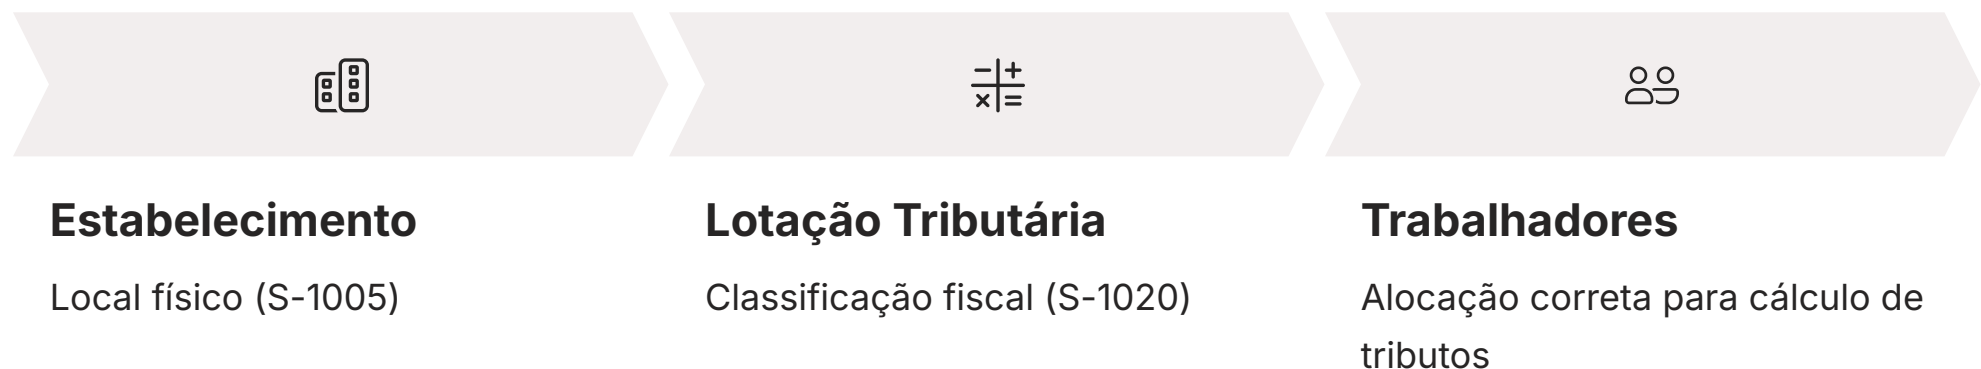 Estabelecimento
Local físico (S-1005)
Lotação Tributária
Classificação fiscal (S-1020)
Trabalhadores
Alocação correta para cálculo de
tributos